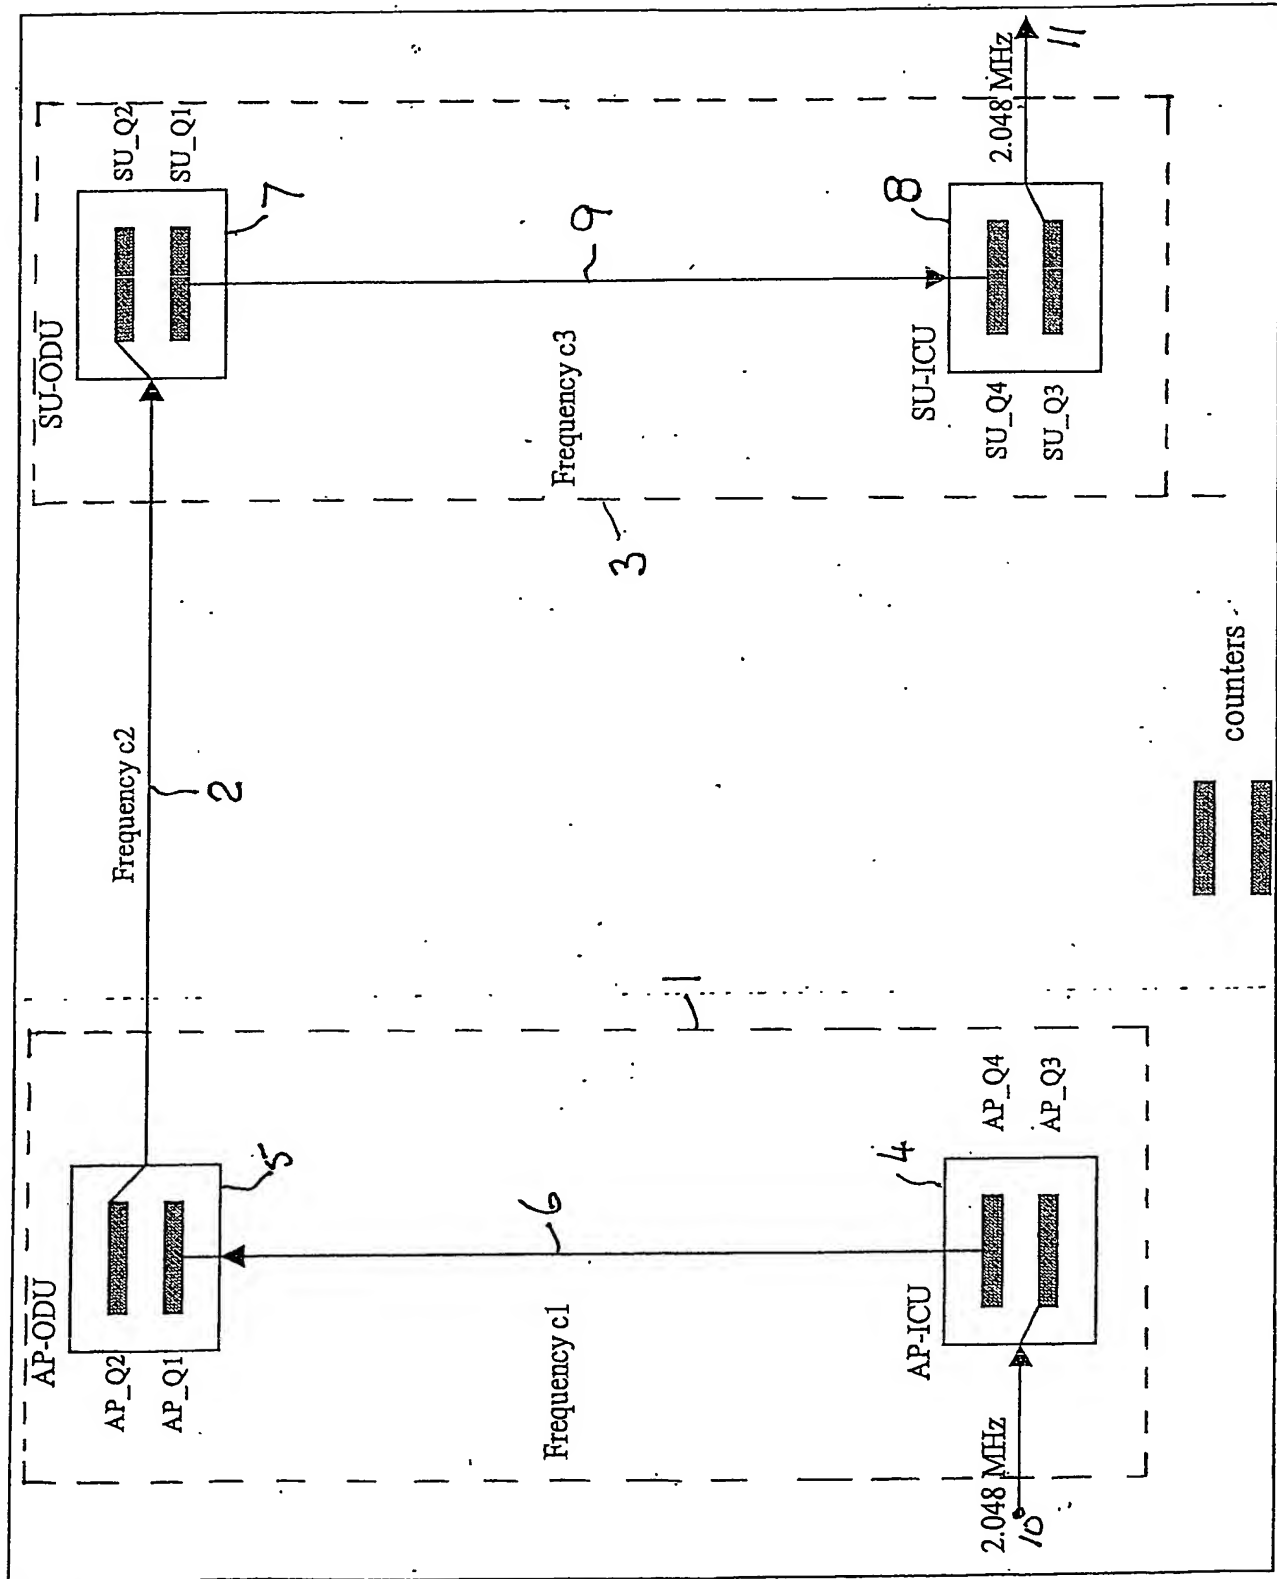 AP-ODU
AP_Q2
AP_Q1
5
Frequency c1
6
AP-ICU
4
AP_Q4
AP_Q3
2.048 MHz
10
1
Frequency c2
2
SU-ODU
SU_Q2
SU_Q1
7
Frequency c3
9
3
SU-ICU
8
SU_Q4
SU_Q3
2.048 MHz
11
counters